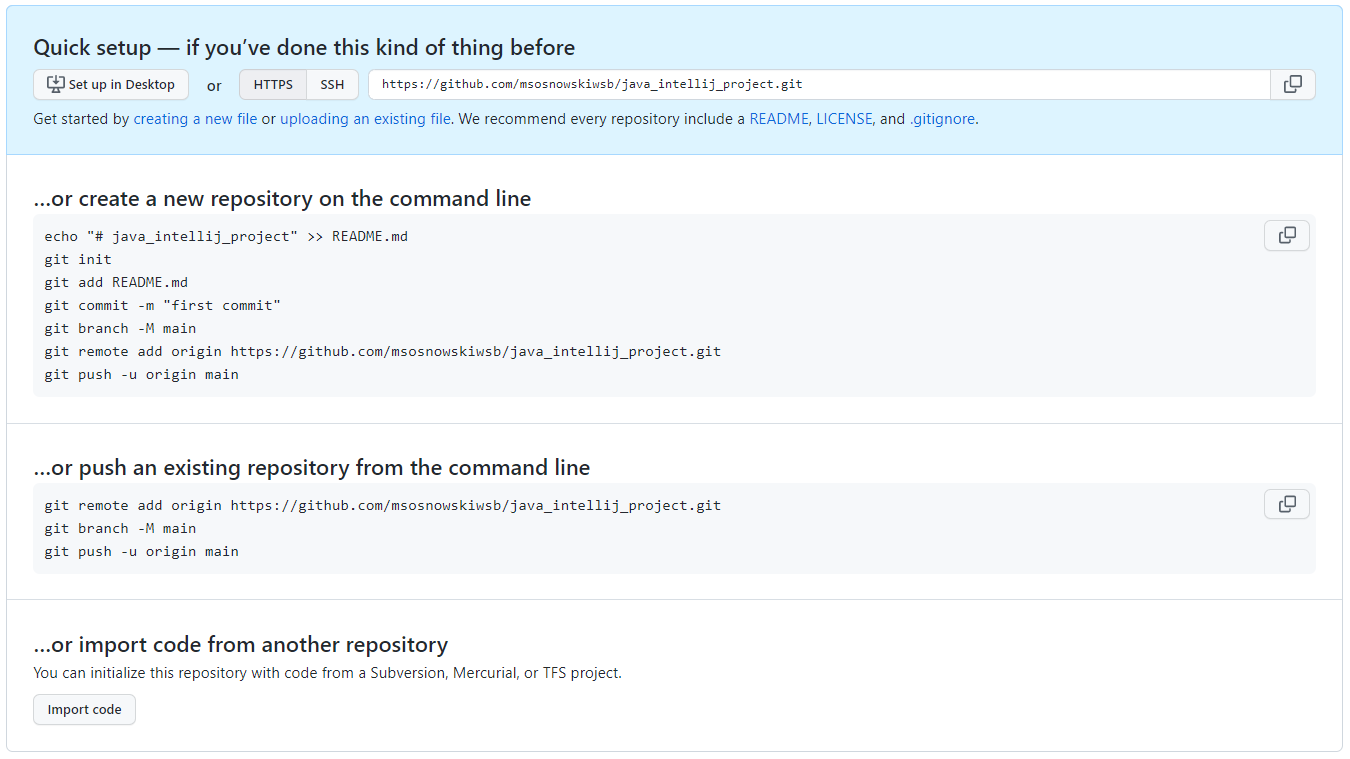 Quick setup — if you’ve done this kind of thing before
Set up in Desktop or HTTPS SSH https://github.com/msosnowskiwsb/java_intellij_project.git
Get started by creating a new file or uploading an existing file. We recommend every repository include a README, LICENSE, and .gitignore.
…or create a new repository on the command line
echo "# java_intellij_project" >> README.md
git init
git add README.md
git commit -m "first commit"
git branch -M main
git remote add origin https://github.com/msosnowskiwsb/java_intellij_project.git
git push -u origin main
…or push an existing repository from the command line
git remote add origin https://github.com/msosnowskiwsb/java_intellij_project.git
git branch -M main
git push -u origin main
…or import code from another repository
You can initialize this repository with code from a Subversion, Mercurial, or TFS project.
Import code